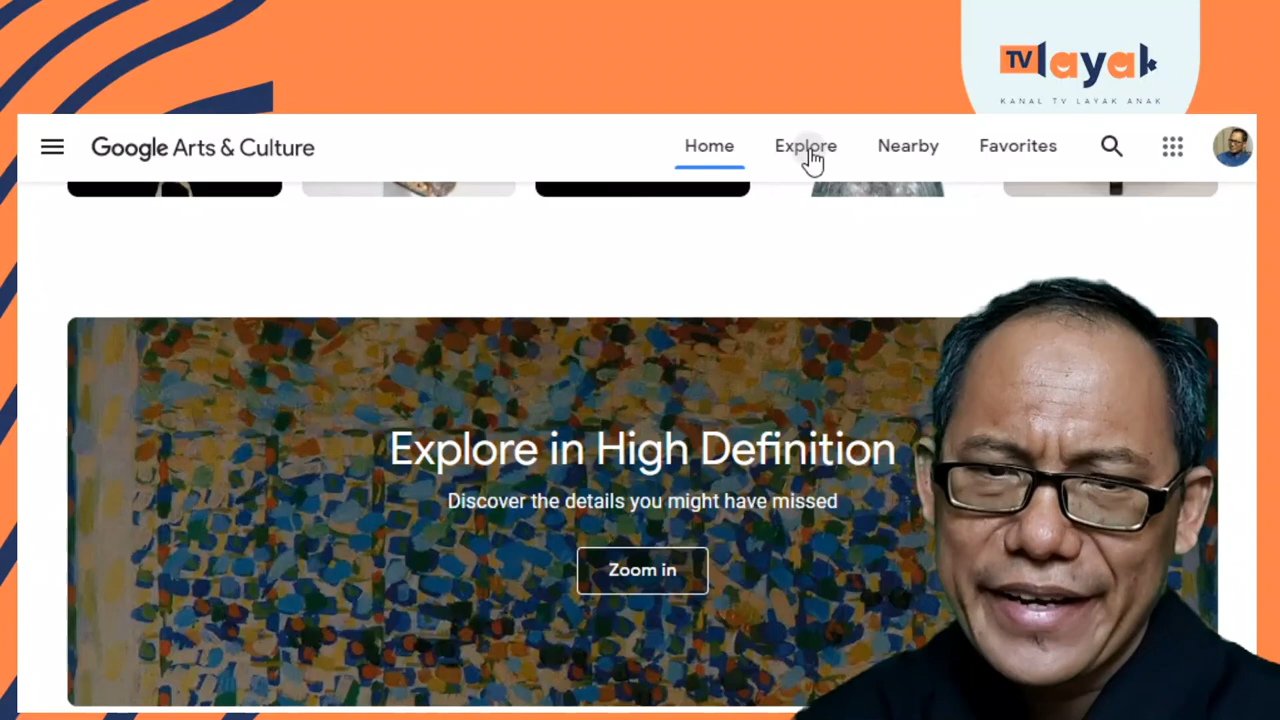 TV layak
KANAL TV LAYAK ANAK
Google Arts & Culture
Home Explore Nearby Favorites
Explore in High Definition
Discover the details you might have missed
Zoom in